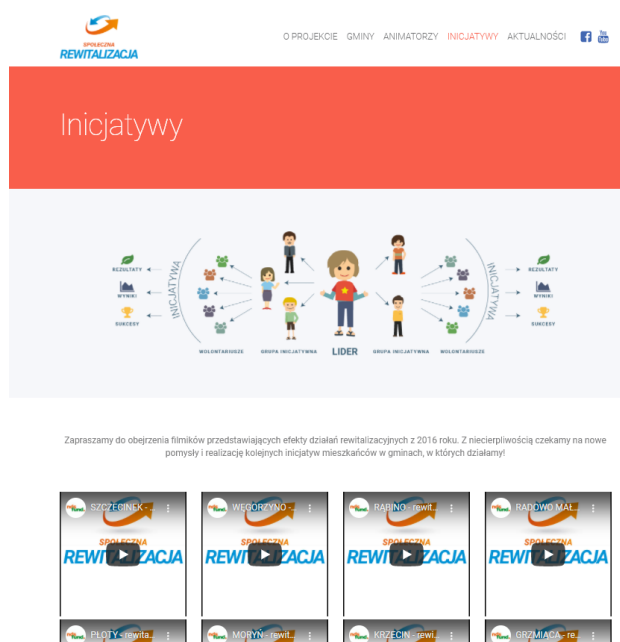 SPOŁECZNA
REWITALIZACJA
O PROJEKCIE GMINY ANIMATORZY INICJATYWY AKTUALNOŚCI
You
Tube
Inicjatywy
INICJATYWA
REZULTATY
WYNIKI
SUKCESY
INICJATYWA
REZULTATY
WYNIKI
SUKCESY
WOLONTARIUSZE GRUPA INICJATYWNA LIDER GRUPA INICJATYWNA WOLONTARIUSZE
Zapraszamy do obejrzenia filmików przedstawiających efekty działań rewitalizacyjnych z 2016 roku. Z niecierpliwością czekamy na nowe
pomysły i realizację kolejnych inicjatyw mieszkańców w gminach, w których działamy!
SZCZECINEK - ...
SPOŁECZNA
REWITALIZACJA
WĘGORZYNO - ...
SPOŁECZNA
REWITALIZACJA
RĄBINO - rewit...
SPOŁECZNA
REWITALIZACJA
RADOWO MAŁ...
SPOŁECZNA
REWITALIZACJA
PŁOTY - rewita...
MORYŃ - rewit...
KRZĘCIN - rewi...
GRZMIĄCA - re...